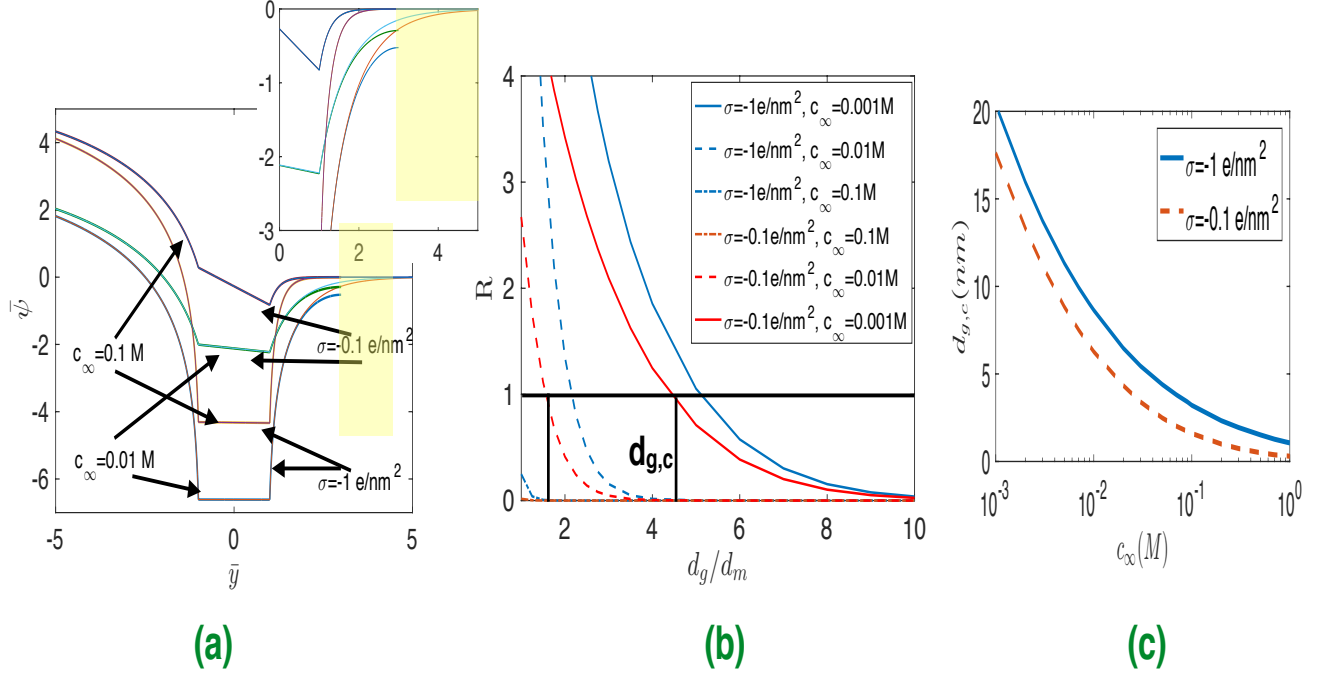 0
-1
-2
-3
0
2
4
4
2
0
-2
-4
-6
ψ̄
c∞=0.1 M
c∞=0.01 M
σ=-0.1 e/nm²
σ=-1 e/nm²
-5
0
5
ȳ
(a)
4
3
2
1
0
R
σ=-1e/nm², c∞=0.001M
σ=-1e/nm², c∞=0.01M
σ=-1e/nm², c∞=0.1M
σ=-0.1e/nm², c∞=0.1M
σ=-0.1e/nm², c∞=0.01M
σ=-0.1e/nm², c∞=0.001M
d_g,c
2
4
6
8
10
d_g/d_m
(b)
20
15
10
5
0
d_g,c(nm)
σ=-1 e/nm²
σ=-0.1 e/nm²
10⁻³
10⁻²
10⁻¹
10⁰
c∞(M)
(c)